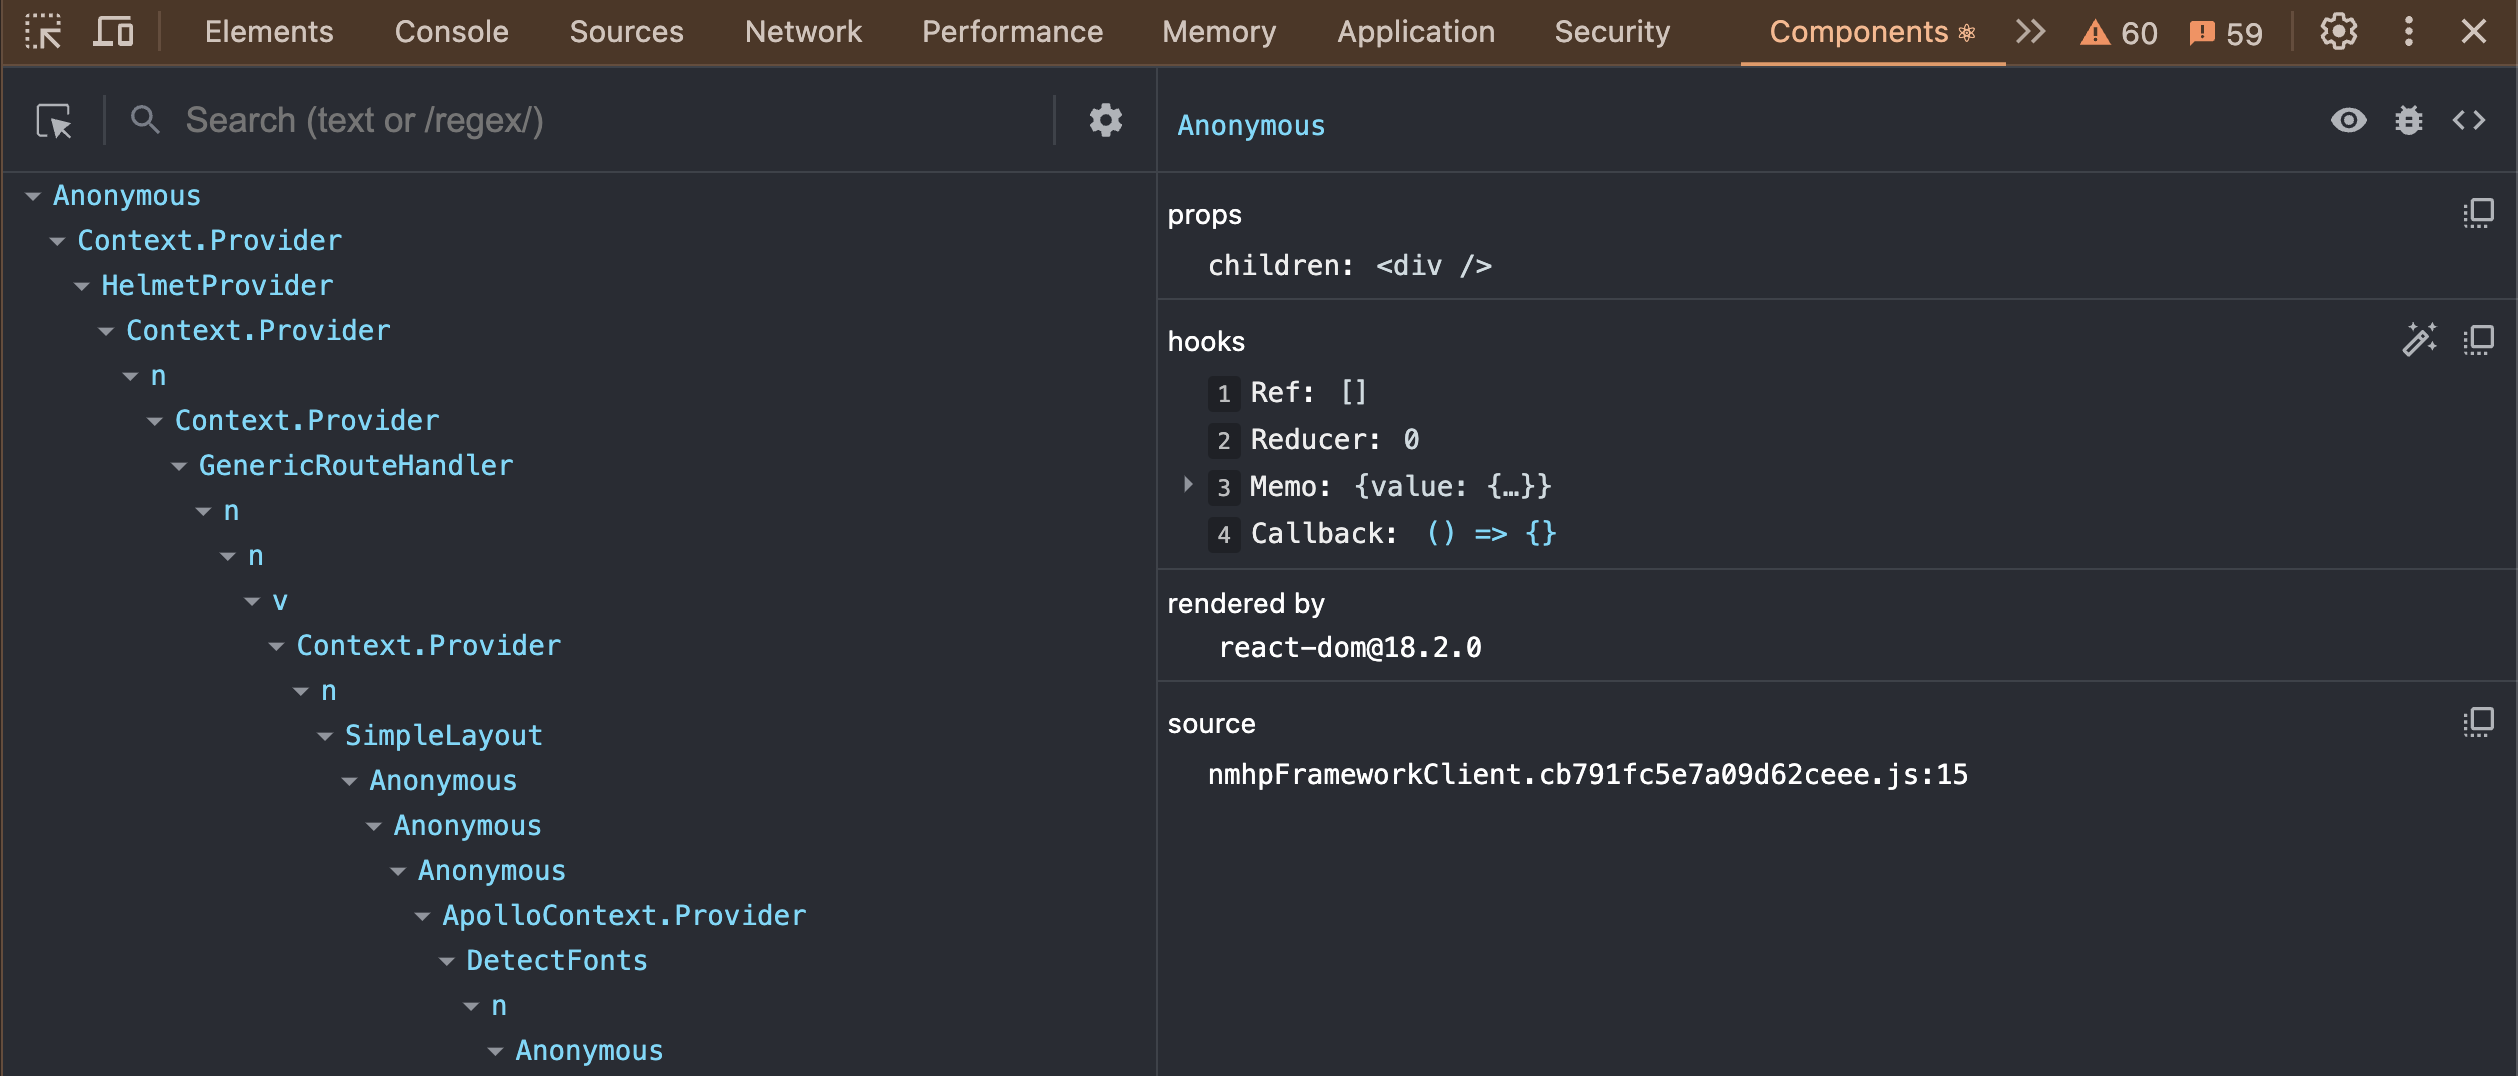 Elements Console Sources Network Performance Memory Application Security Components ⚛ 60 59
Search (text or /regex/)
Anonymous
Context.Provider
HelmetProvider
Context.Provider
n
Context.Provider
GenericRouteHandler
n
n
v
Context.Provider
n
SimpleLayout
Anonymous
Anonymous
Anonymous
ApolloContext.Provider
DetectFonts
n
Anonymous
Anonymous
props
children: <div />
hooks
1 Ref: []
2 Reducer: 0
3 Memo: {value: {…}}
4 Callback: () => {}
rendered by
react-dom@18.2.0
source
nmhpFrameworkClient.cb791fc5e7a09d62ceee.js:15